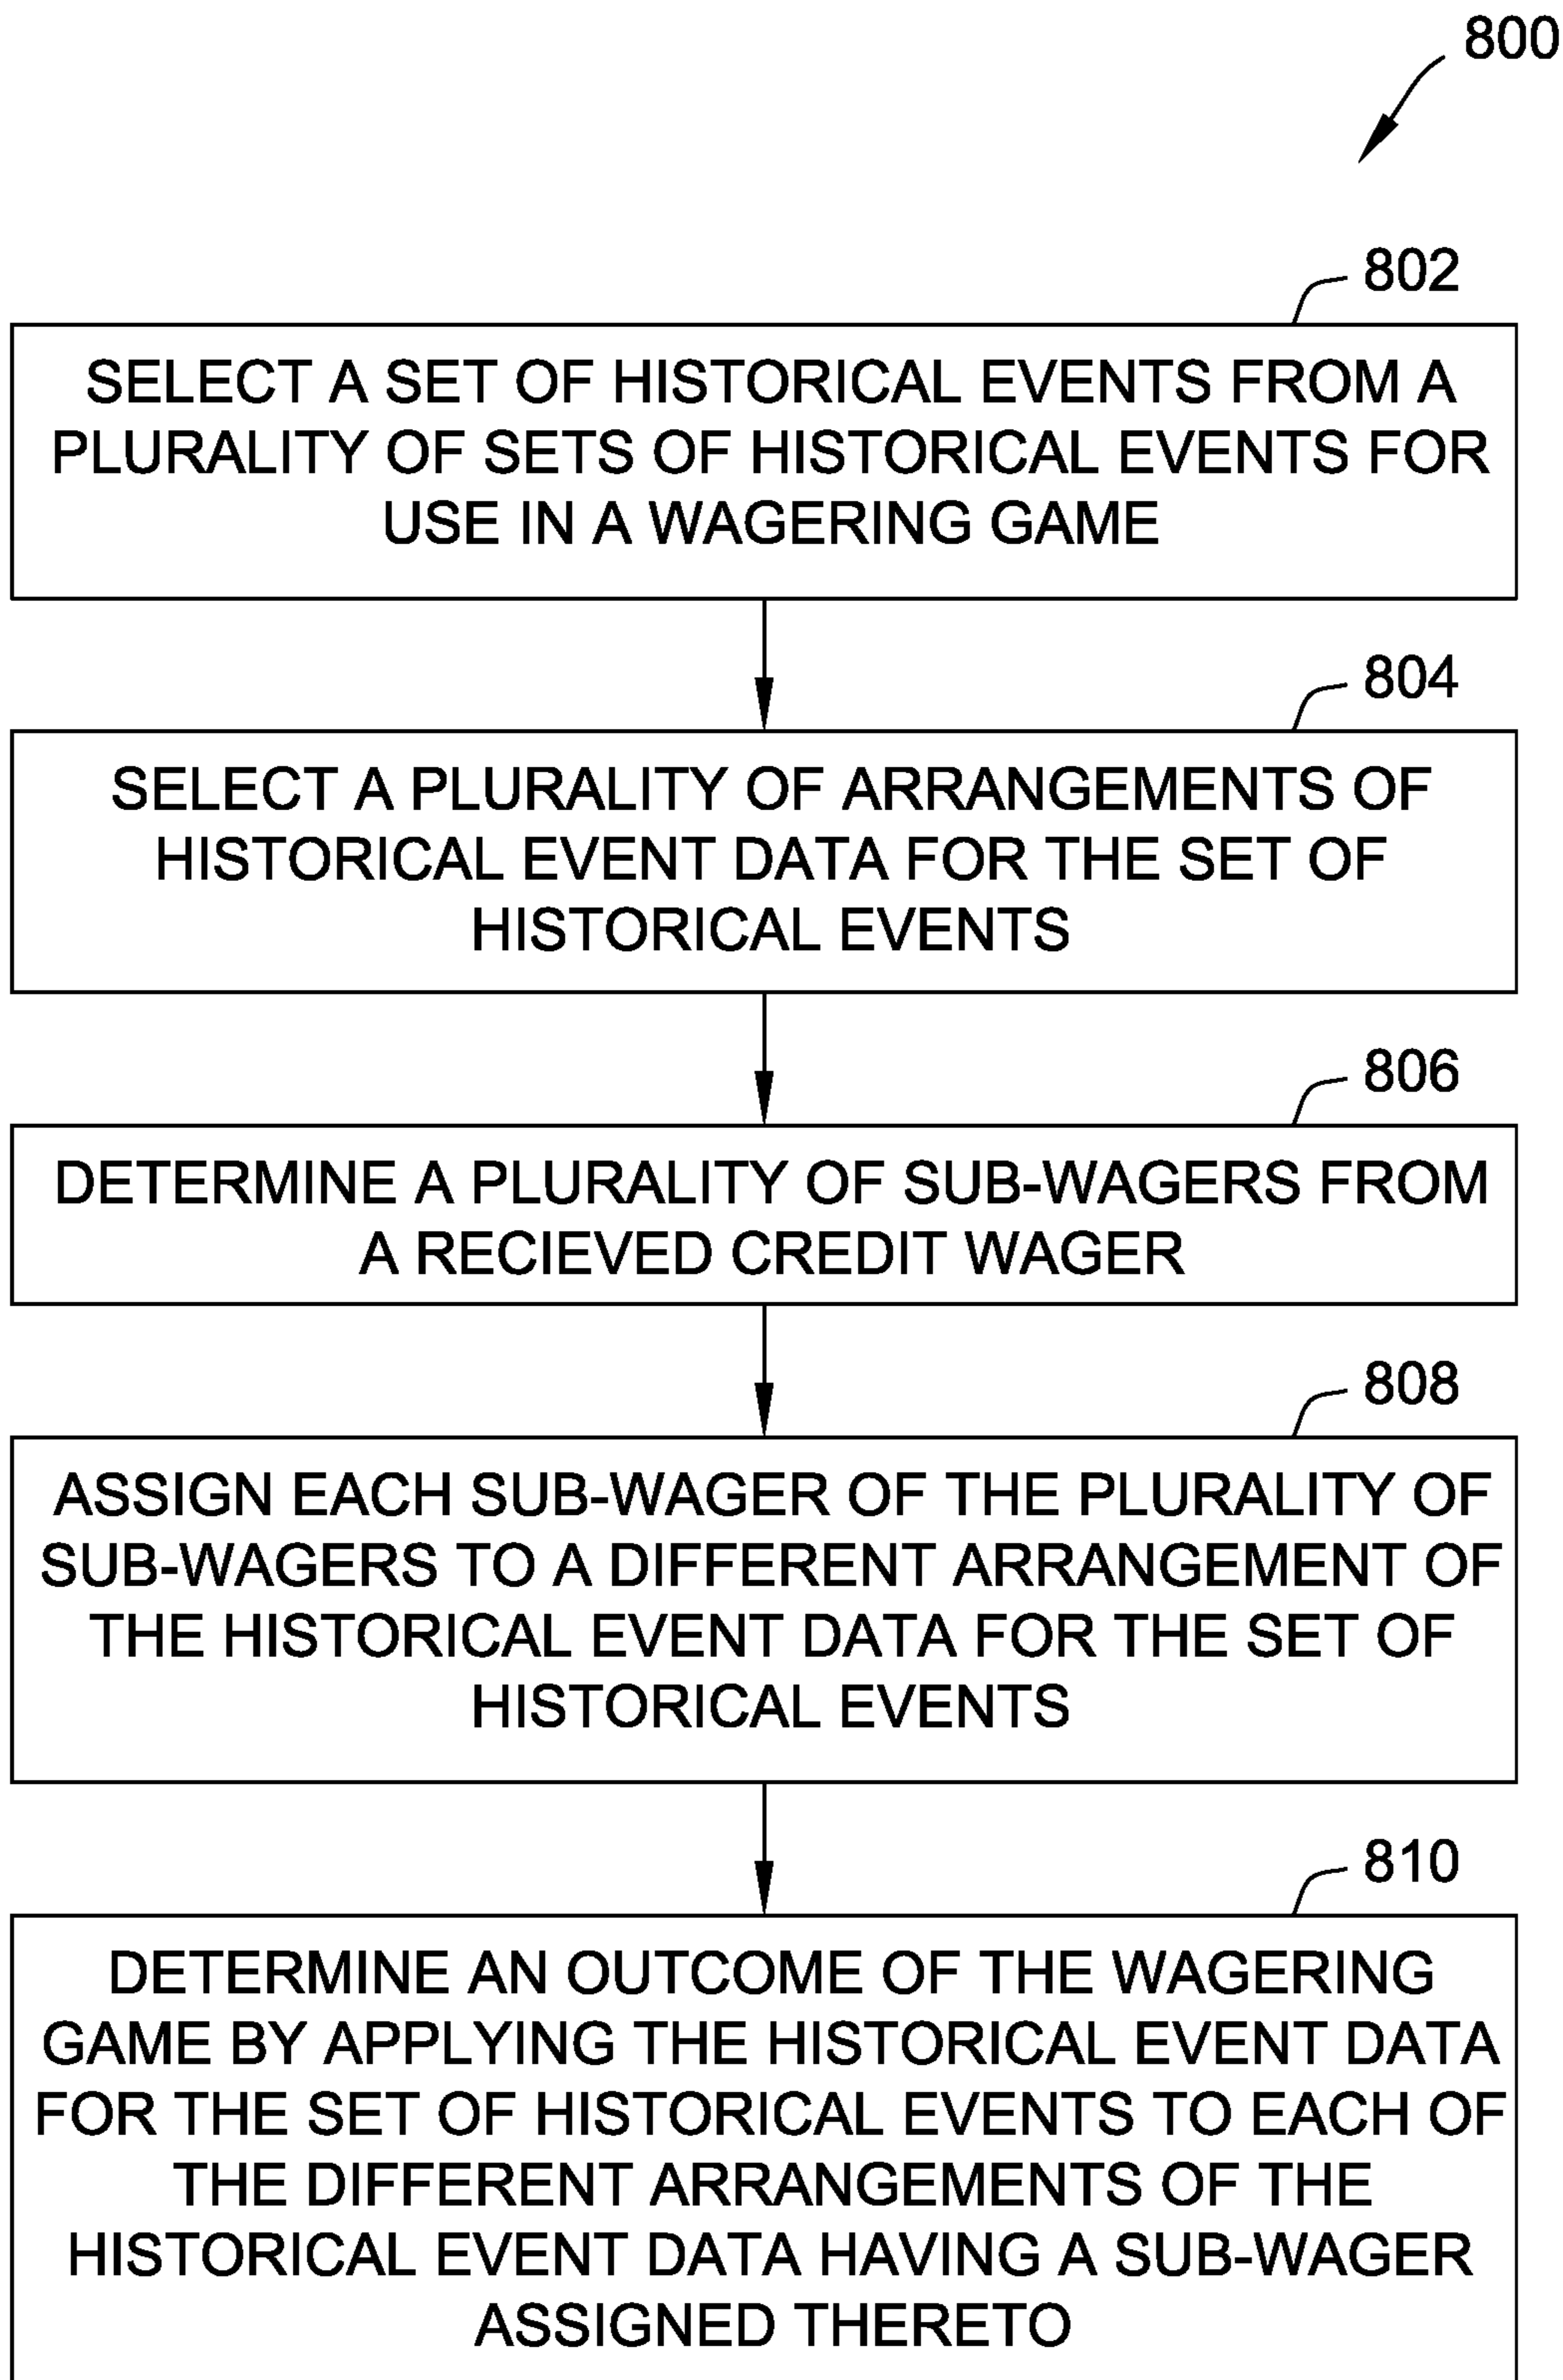 800
802
SELECT A SET OF HISTORICAL EVENTS FROM A
PLURALITY OF SETS OF HISTORICAL EVENTS FOR
USE IN A WAGERING GAME
804
SELECT A PLURALITY OF ARRANGEMENTS OF
HISTORICAL EVENT DATA FOR THE SET OF
HISTORICAL EVENTS
806
DETERMINE A PLURALITY OF SUB-WAGERS FROM
A RECIEVED CREDIT WAGER
808
ASSIGN EACH SUB-WAGER OF THE PLURALITY OF
SUB-WAGERS TO A DIFFERENT ARRANGEMENT OF
THE HISTORICAL EVENT DATA FOR THE SET OF
HISTORICAL EVENTS
810
DETERMINE AN OUTCOME OF THE WAGERING
GAME BY APPLYING THE HISTORICAL EVENT DATA
FOR THE SET OF HISTORICAL EVENTS TO EACH OF
THE DIFFERENT ARRANGEMENTS OF THE
HISTORICAL EVENT DATA HAVING A SUB-WAGER
ASSIGNED THERETO